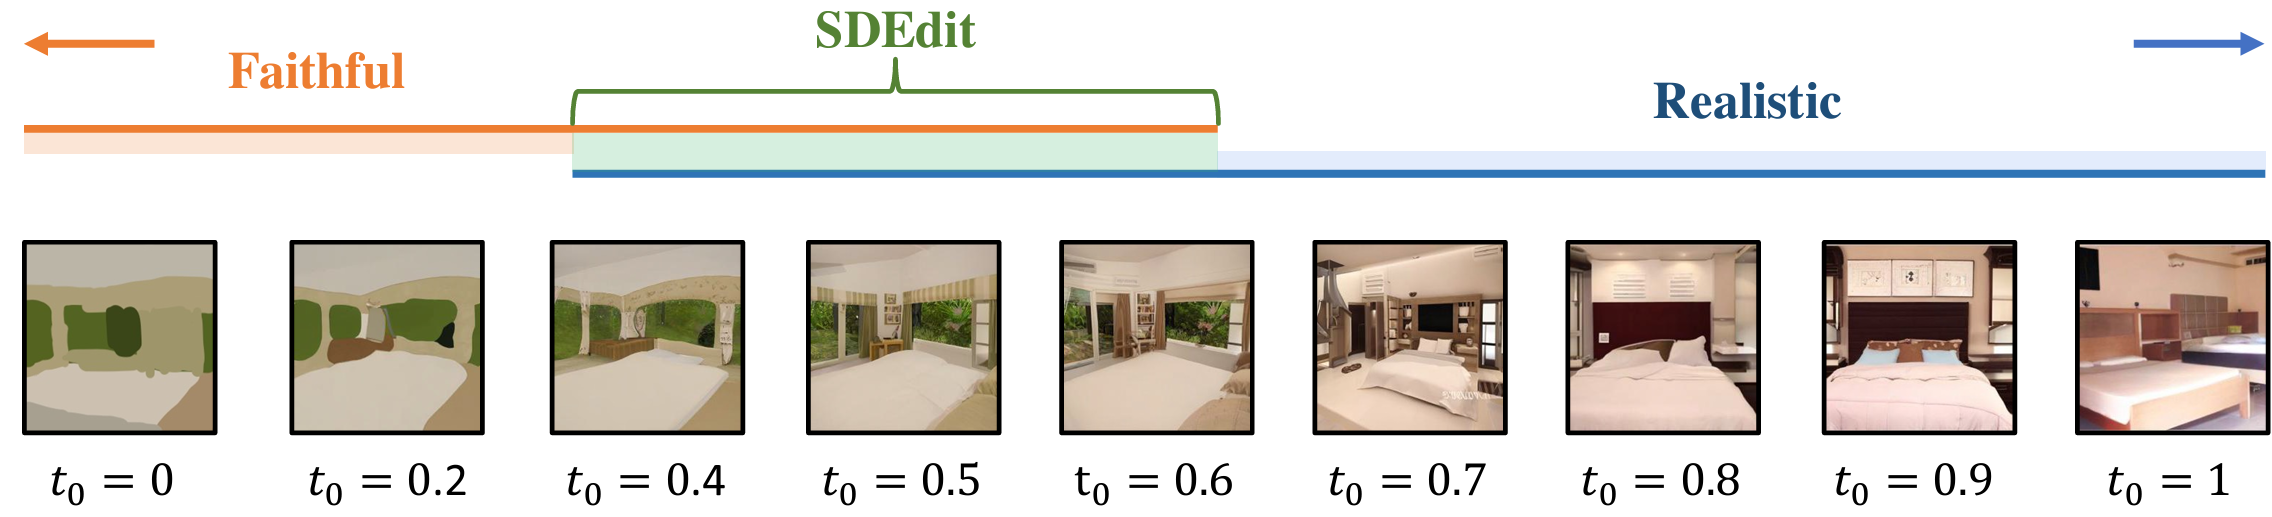 SDEdit
Faithful
Realistic
t₀ = 0
t₀ = 0.2
t₀ = 0.4
t₀ = 0.5
t₀ = 0.6
t₀ = 0.7
t₀ = 0.8
t₀ = 0.9
t₀ = 1